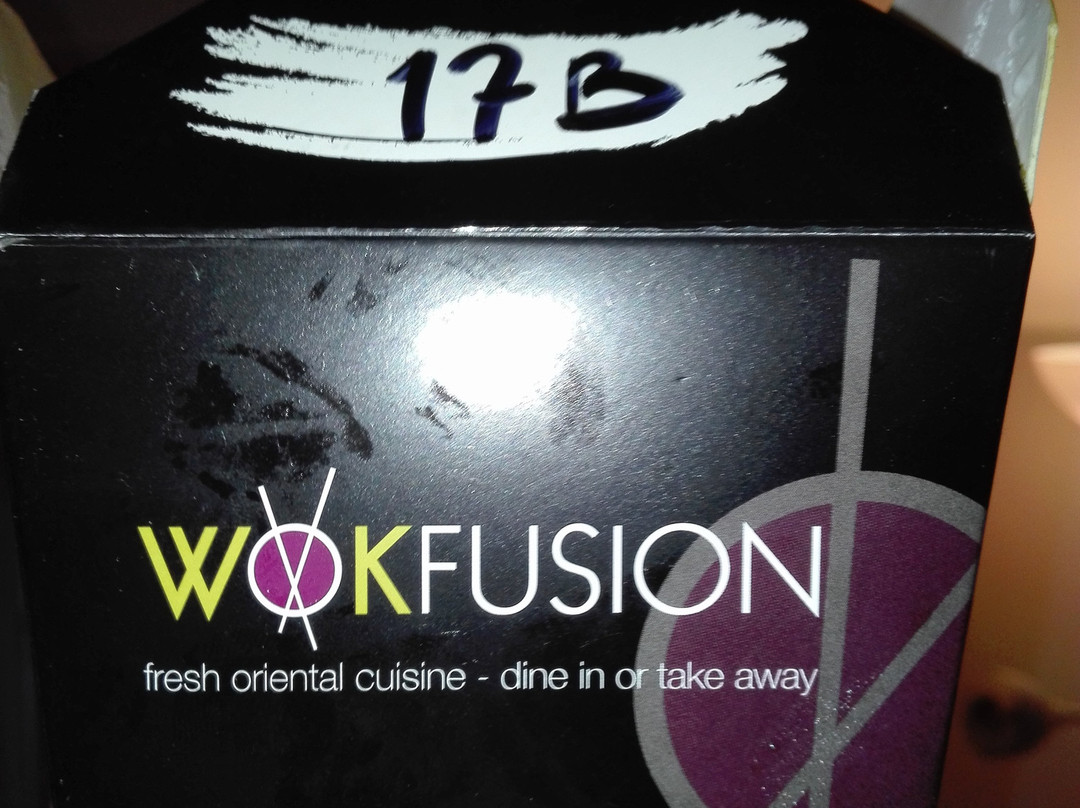 17B
WOKFUSION
fresh oriental cuisine - dine in or take away